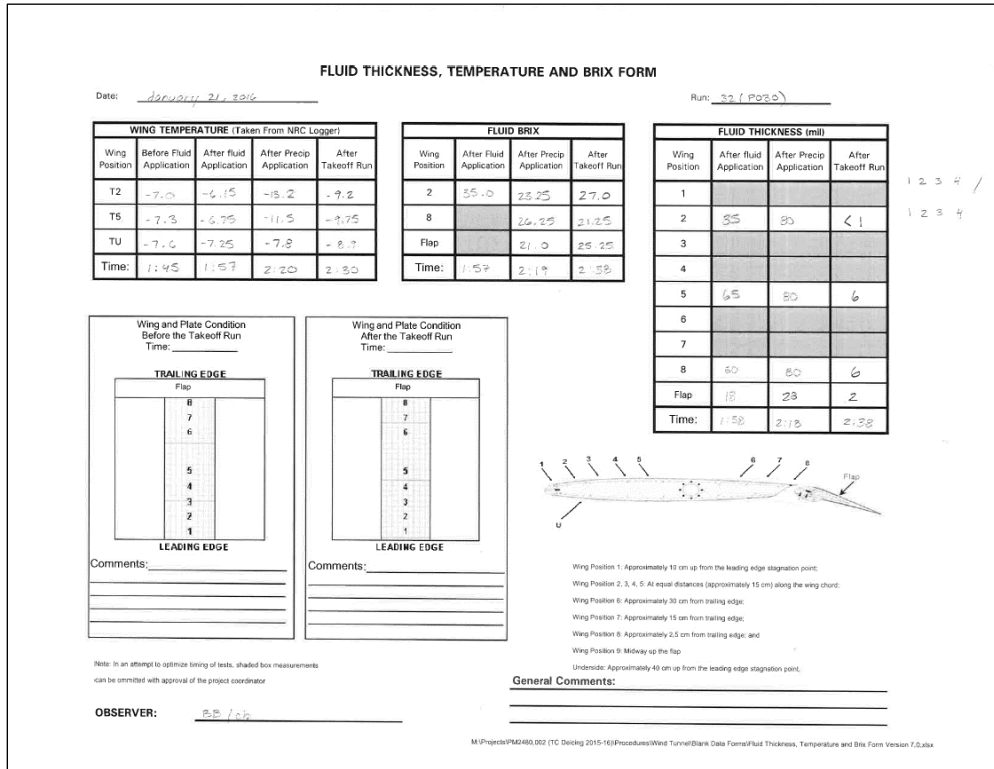 FLUID THICKNESS, TEMPERATURE AND BRIX FORM
Date: January 21, 2016
Run: 32 (P030)
WING TEMPERATURE (Taken From NRC Logger)
Wing Position Before Fluid Application After fluid Application After Precip Application After Takeoff Run
T2 -7.0 -6.15 -13.2 -9.2
T5 -7.3 -6.75 -11.5 -9.75
TU -7.6 -7.25 -7.8 -8.9
Time: 1:45 1:57 2:20 2:30
FLUID BRIX
Wing Position After Fluid Application After Precip Application After Takeoff Run
2 35.0 23.25 27.0
8 26.25 21.25
Flap 21.0 25.25
Time: 1:57 2:19 2:38
FLUID THICKNESS (mil)
Wing Position After fluid Application After Precip Application After Takeoff Run
1
2 35 80 <1
3
4
5 65 80 6
6
7
8 60 80 6
Flap 18 23 2
Time: 1:58 2:18 2:38
1 2 3 4 /
1 2 3 4
Wing and Plate Condition
Before the Takeoff Run
Time:
TRAILING EDGE
Flap
8
7
6
5
4
3
2
1
LEADING EDGE
Comments:
Wing and Plate Condition
After the Takeoff Run
Time:
TRAILING EDGE
Flap
8
7
6
5
4
3
2
1
LEADING EDGE
Comments:
1 2 3 4 5 6 7 8
Flap
U
Wing Position 1: Approximately 10 cm up from the leading edge stagnation point;
Wing Position 2, 3, 4, 5: At equal distances (approximately 15 cm) along the wing chord;
Wing Position 6: Approximately 30 cm from trailing edge;
Wing Position 7: Approximately 15 cm from trailing edge;
Wing Position 8: Approximately 2,5 cm from trailing edge; and
Wing Position 9: Midway up the flap
Underside: Approximately 40 cm up from the leading edge stagnation point.
Note: In an attempt to optimize timing of tests, shaded box measurements
can be ommitted with approval of the project coordinator
General Comments:
OBSERVER: BB / ch
M:\Projects\PM2480.002 (TC Deicing 2015-16)\Procedures\Wind Tunnel\Blank Data Forms\Fluid Thickness, Temperature and Brix Form Version 7.0.xlsx